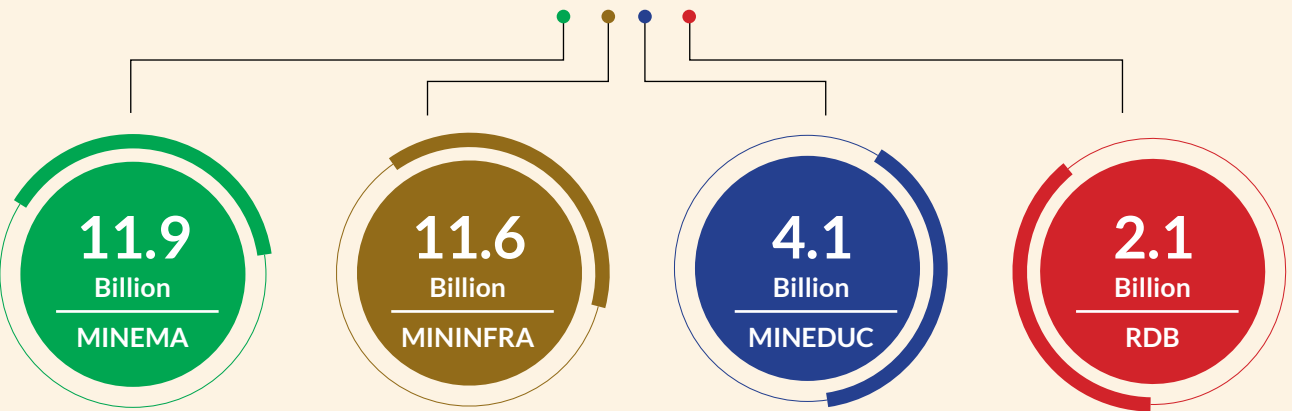 11.9
Billion
MINEMA
11.6
Billion
MININFRA
4.1
Billion
MINEDUC
2.1
Billion
RDB